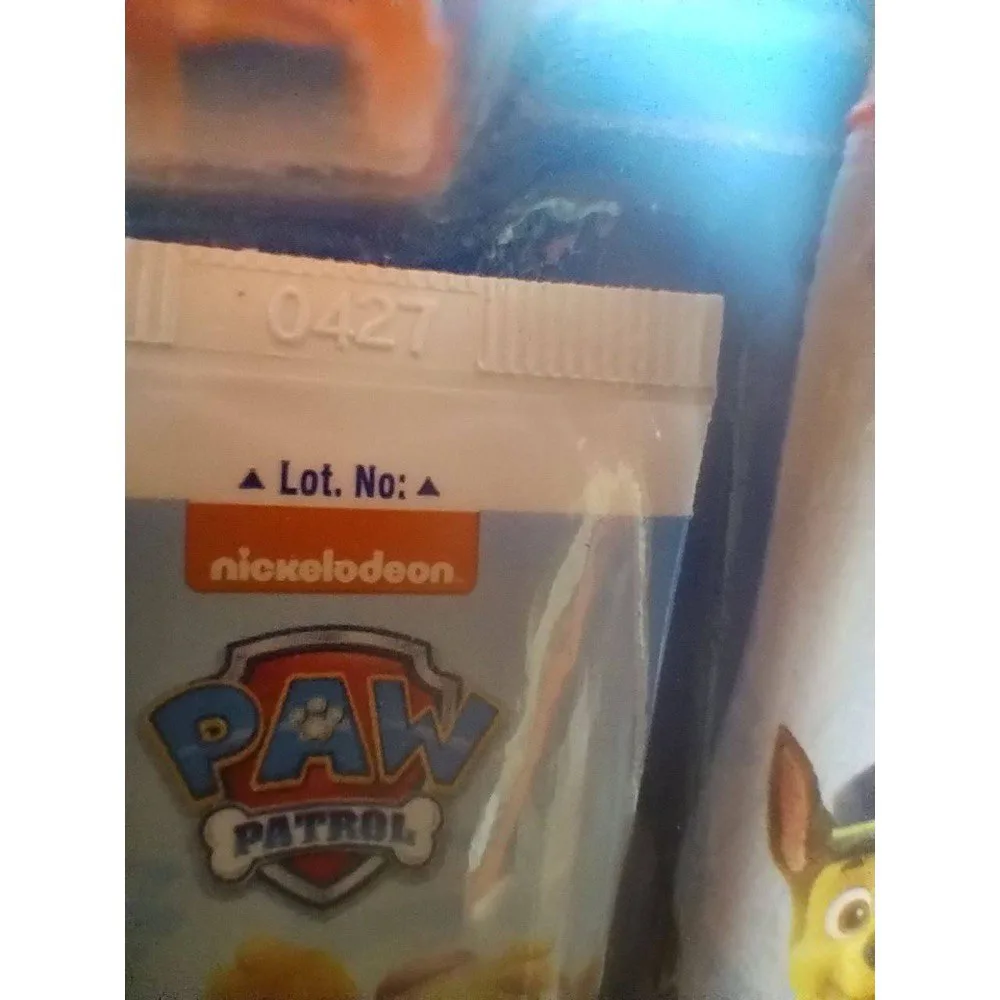 0427
▲ Lot. No: ▲
nickelodeon
PAW
PATROL